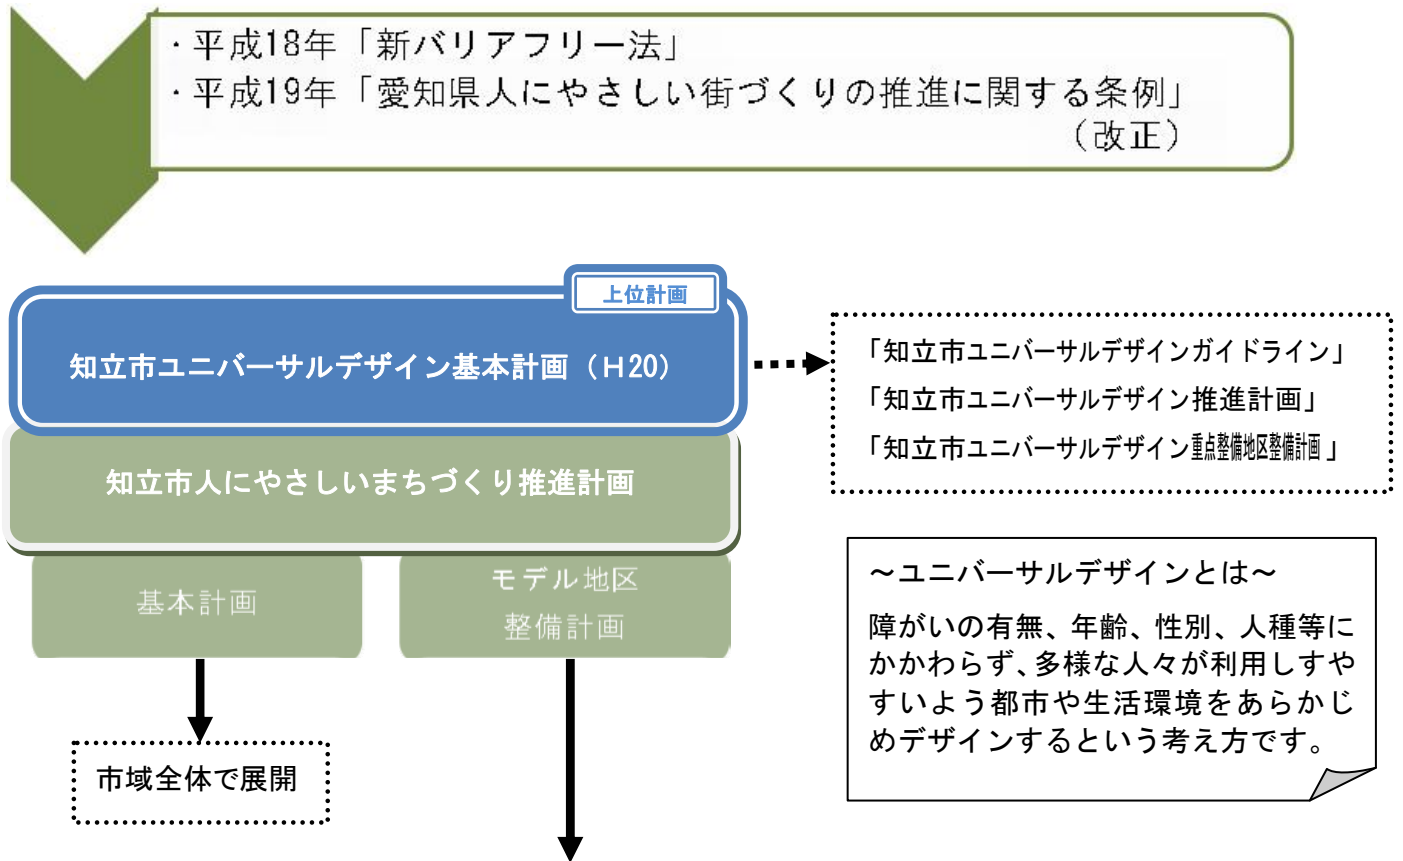 ・平成18年「新バリアフリー法」
・平成19年「愛知県人にやさしい街づくりの推進に関する条例」
（改正）
上位計画
知立市ユニバーサルデザイン基本計画（H20）
「知立市ユニバーサルデザインガイドライン」
「知立市ユニバーサルデザイン推進計画」
「知立市ユニバーサルデザイン重点整備地区整備計画」
知立市人にやさしいまちづくり推進計画
基本計画
モデル地区
整備計画
市域全体で展開
～ユニバーサルデザインとは～
障がいの有無、年齢、性別、人種等に
かかわらず、多様な人々が利用しすや
すいよう都市や生活環境をあらかじ
めデザインするという考え方です。